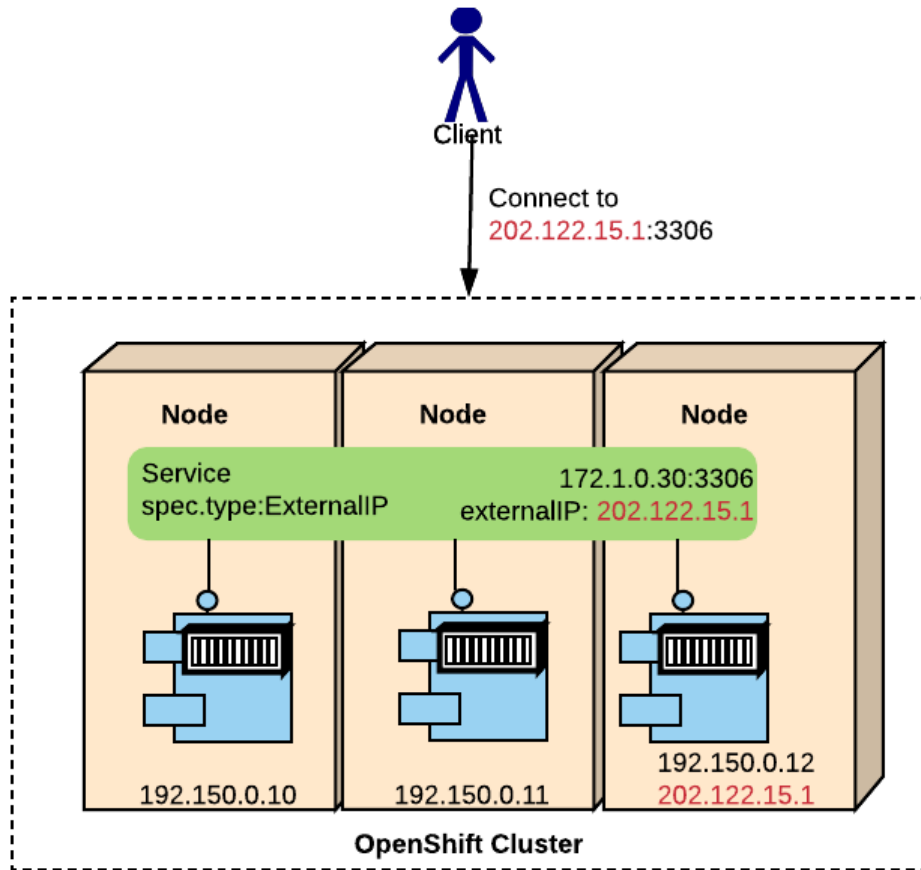 Client
Connect to
202.122.15.1:3306
Node
Node
Node
Service
spec.type:ExternalIP
172.1.0.30:3306
externalIP: 202.122.15.1
192.150.0.10
192.150.0.11
192.150.0.12
202.122.15.1
OpenShift Cluster